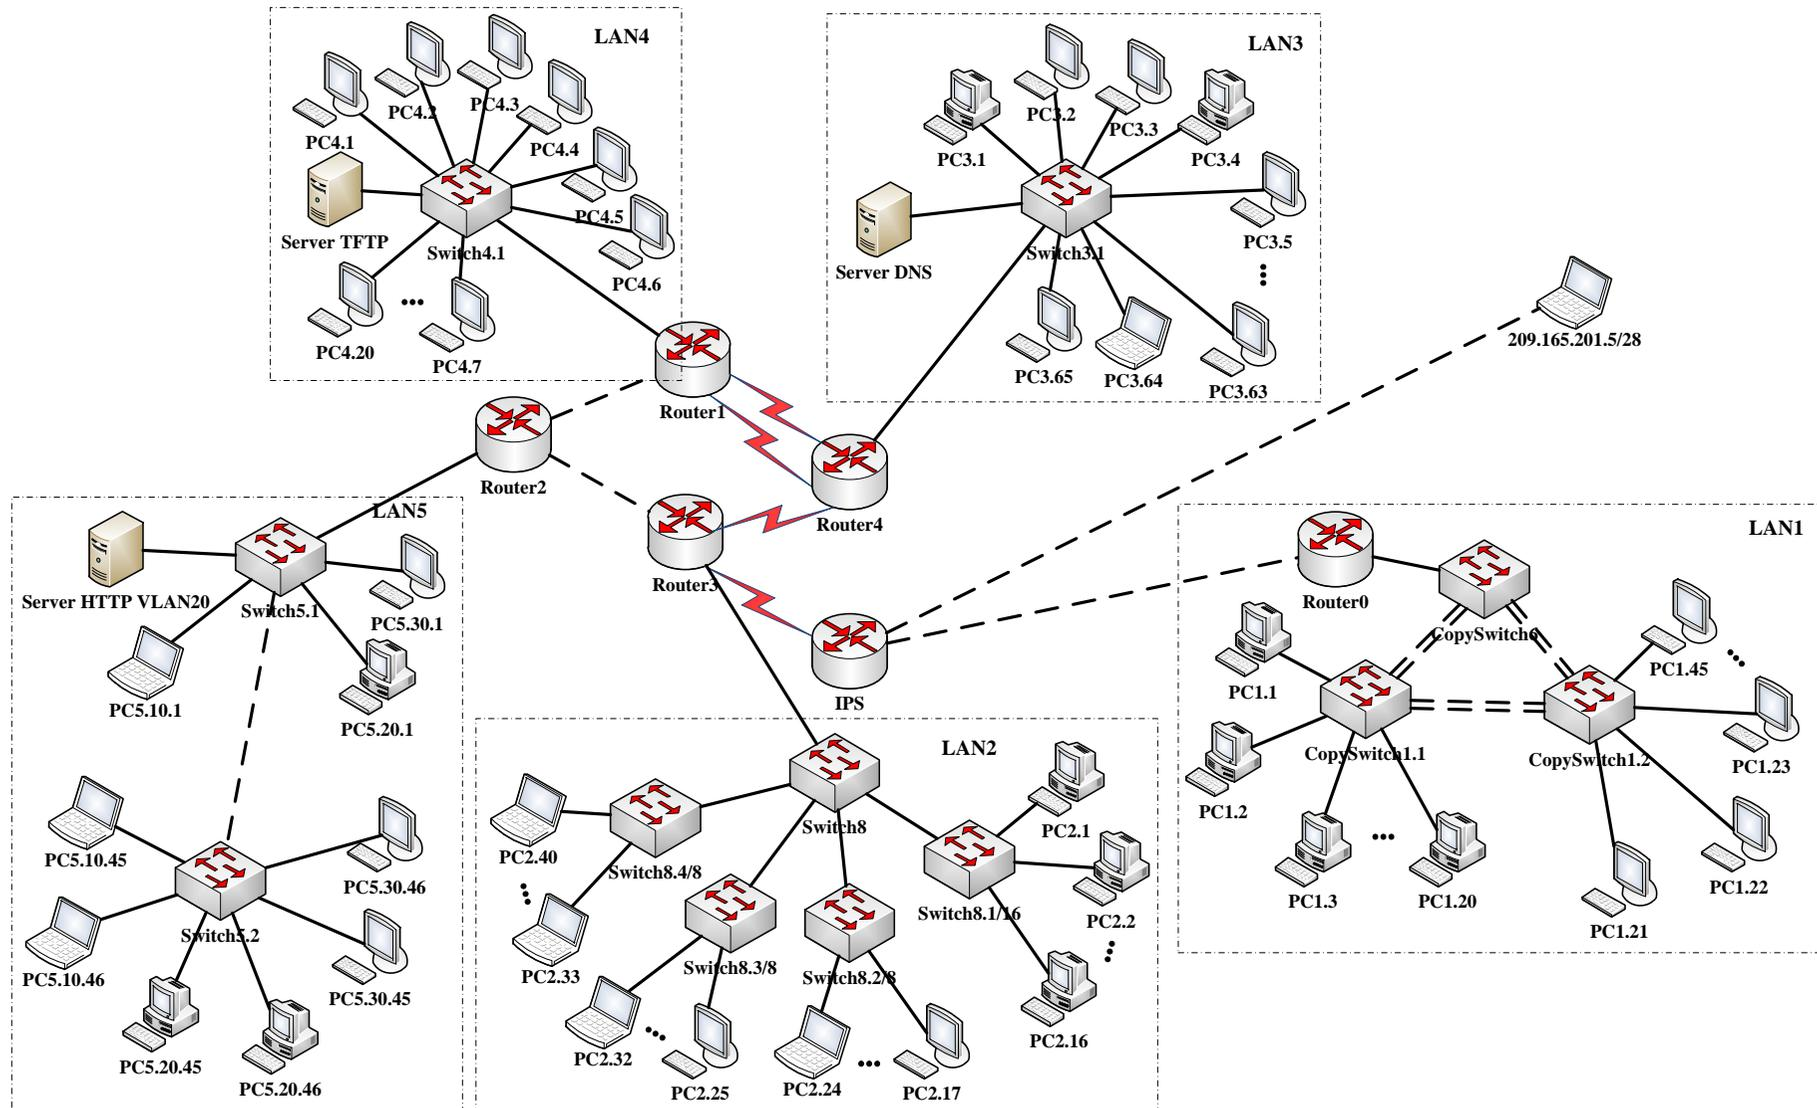 LAN4
PC4.1
PC4.2
PC4.3
PC4.4
PC4.5
PC4.6
Server TFTP
Switch4.1
PC4.20
PC4.7
LAN3
PC3.1
PC3.2
PC3.3
PC3.4
PC3.5
Server DNS
Switch3.1
PC3.65
PC3.64
PC3.63
209.165.201.5/28
Router1
Router2
Router4
Router3
IPS
LAN5
Server HTTP VLAN20
Switch5.1
PC5.30.1
PC5.10.1
PC5.20.1
PC5.10.45
PC5.30.46
PC5.10.46
Switch5.2
PC5.30.45
PC5.20.45
PC5.20.46
LAN2
Switch8
PC2.1
PC2.40
Switch8.4/8
Switch8.1/16
PC2.2
PC2.33
Switch8.3/8
Switch8.2/8
PC2.16
PC2.32
PC2.25
PC2.24
PC2.17
LAN1
Router0
CopySwitch6
PC1.1
PC1.45
CopySwitch1.1
CopySwitch1.2
PC1.23
PC1.2
PC1.3
PC1.20
PC1.22
PC1.21